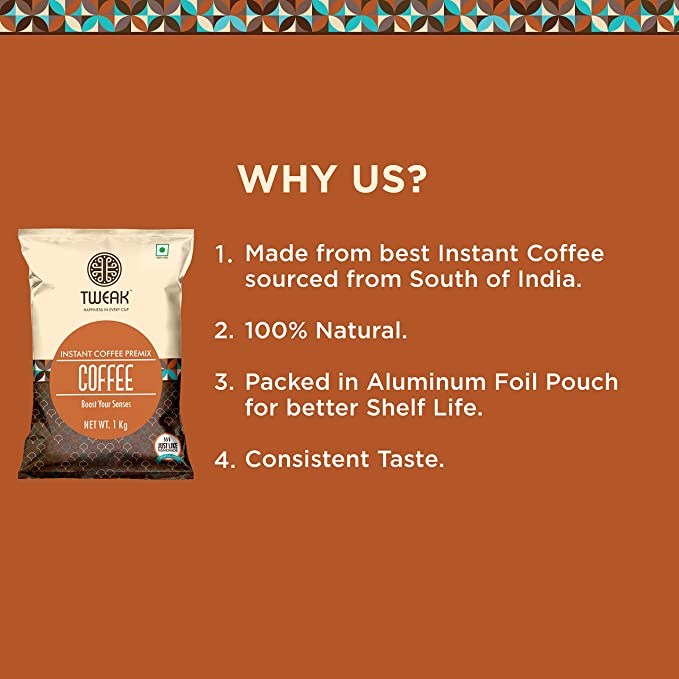 WHY US?
1. Made from best Instant Coffee
sourced from South of India.
2. 100% Natural.
3. Packed in Aluminum Foil Pouch
for better Shelf Life.
4. Consistent Taste.
TWEAK
HAPPINESS IN EVERY CUP
INSTANT COFFEE PREMIX
COFFEE
Boost Your Senses
NET WT. 1 Kg
JUST LIKE